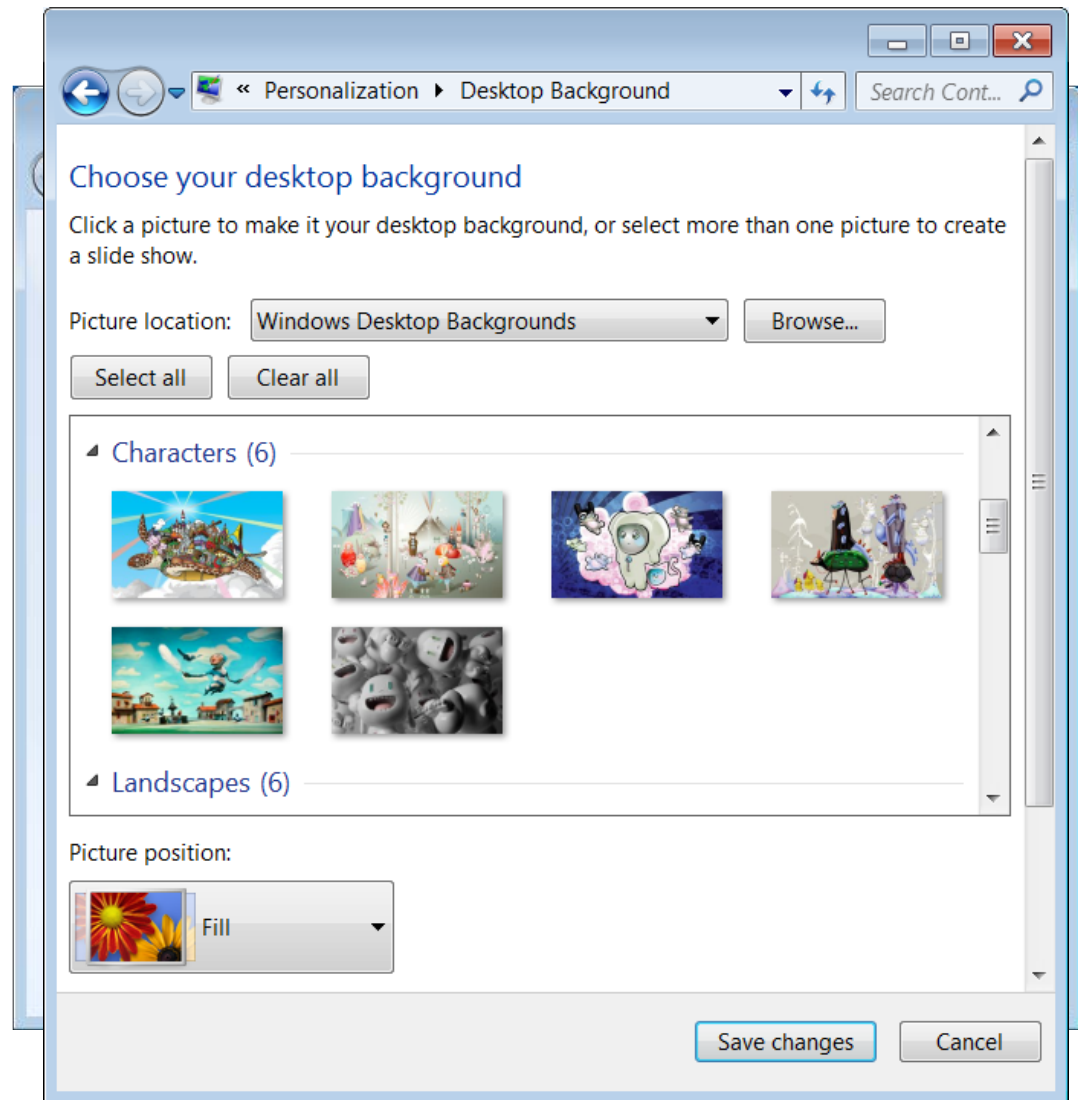 « Personalization Desktop Background
Search Cont...
Choose your desktop background
Click a picture to make it your desktop background, or select more than one picture to create
a slide show.
Picture location: Windows Desktop Backgrounds Browse...
Select all Clear all
Characters (6)
Landscapes (6)
Picture position:
Fill
Save changes Cancel